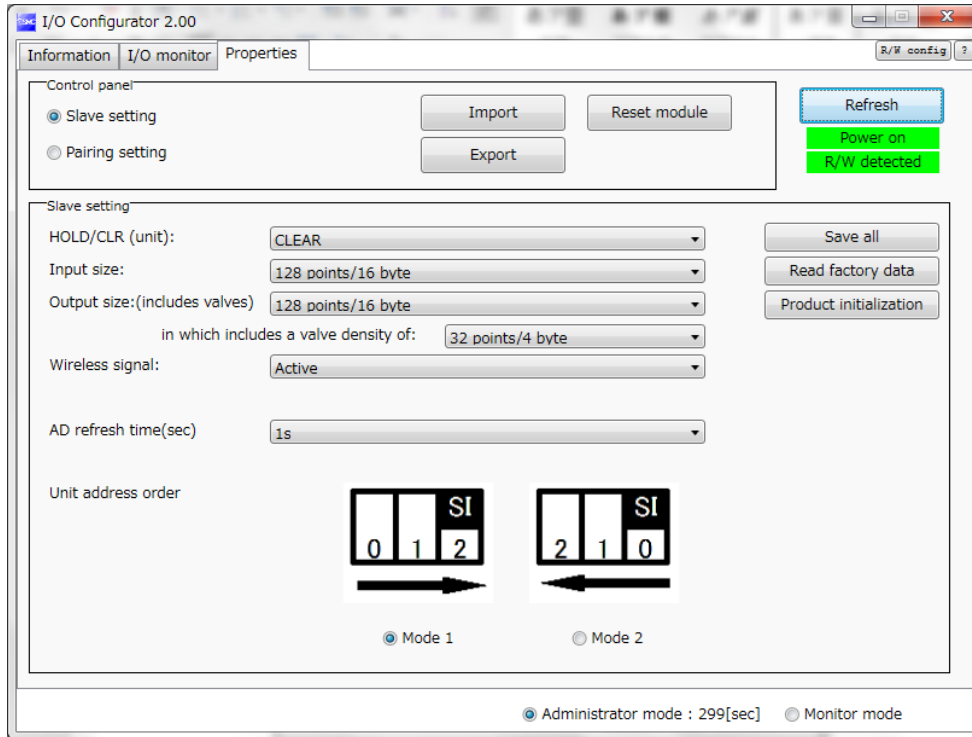 I/O Configurator 2.00
Information I/O monitor Properties R/W config ?
Control panel
Slave setting Import Reset module Refresh
Power on
Pairing setting Export R/W detected
Slave setting
HOLD/CLR (unit): CLEAR Save all
Input size: 128 points/16 byte Read factory data
Output size:(includes valves) 128 points/16 byte Product initialization
in which includes a valve density of: 32 points/4 byte
Wireless signal: Active
AD refresh time(sec) 1s
Unit address order
SI SI
0 1 2 2 1 0
Mode 1 Mode 2
Administrator mode : 299[sec] Monitor mode